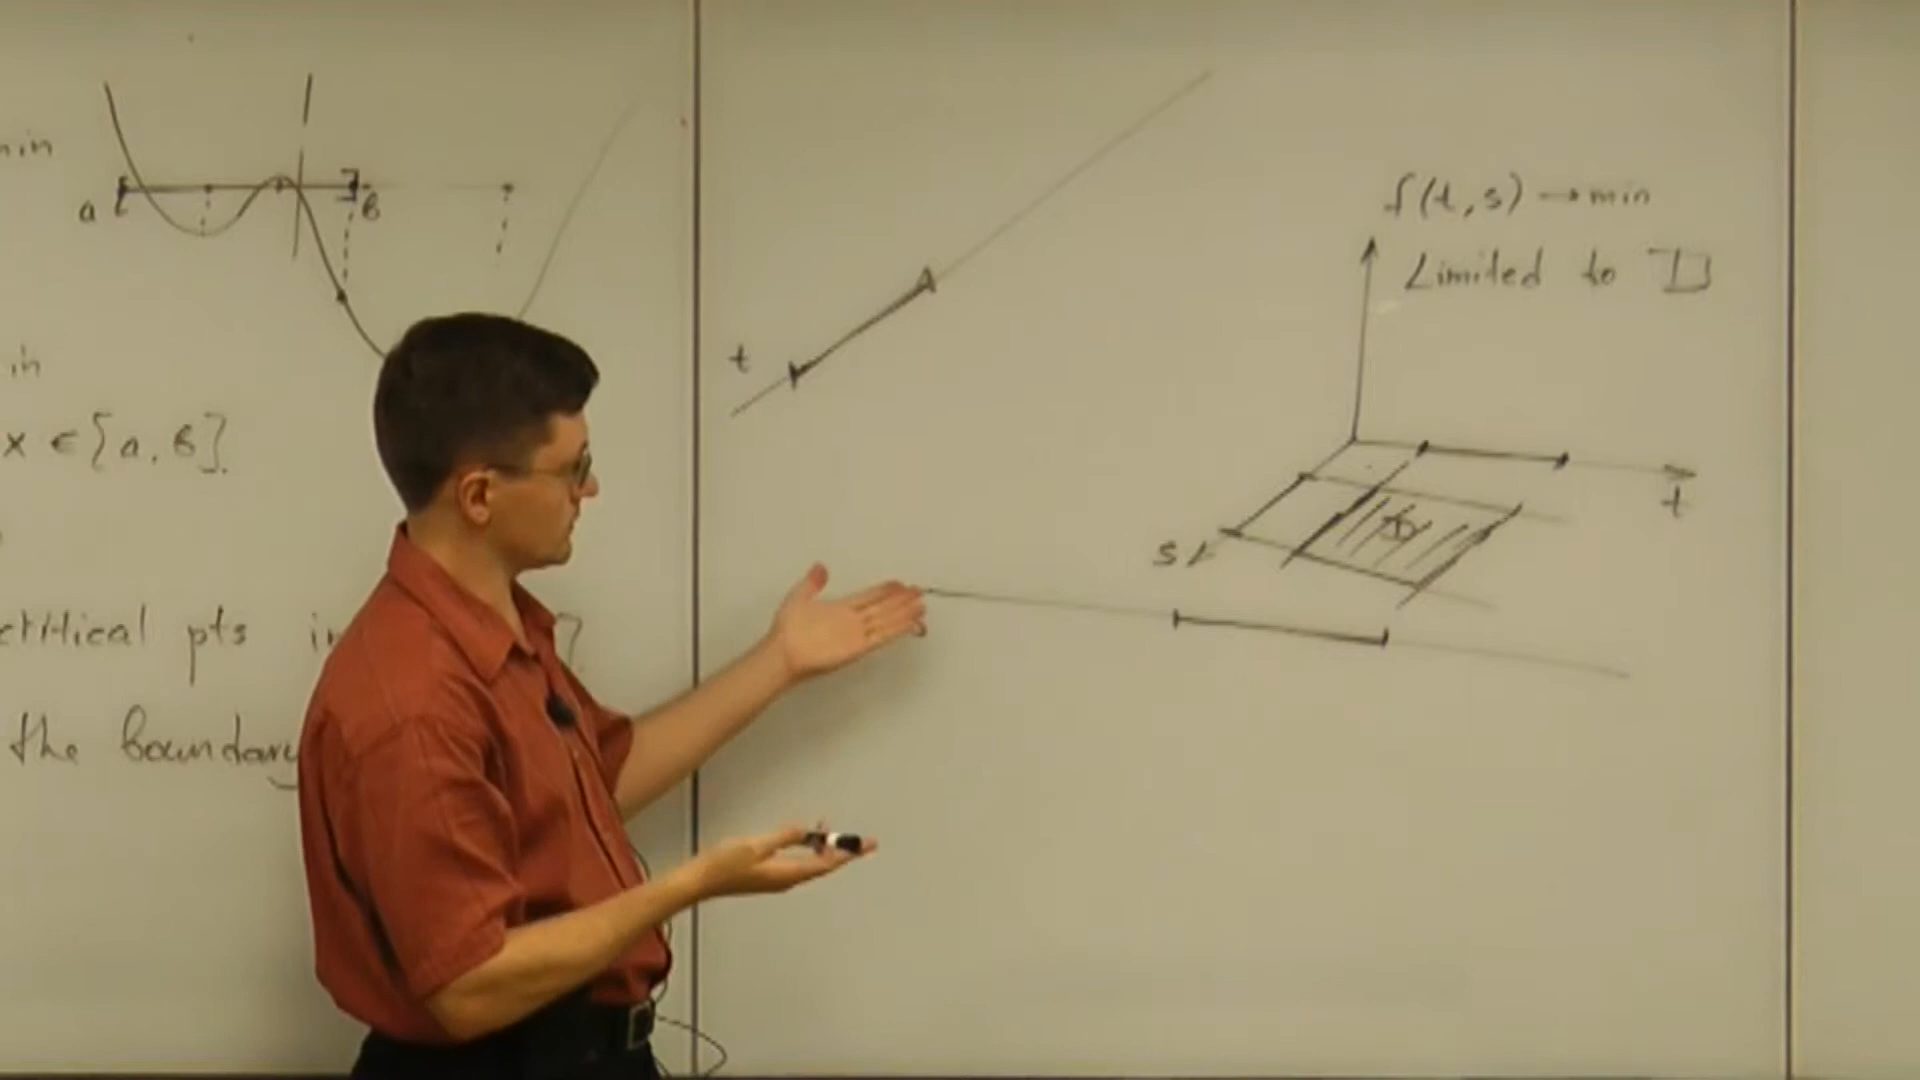 min
a
b
in
x ∈ [a, b].
critical pts in
the boundary
t
f(t,s) → min
Limited to D
t
D
s